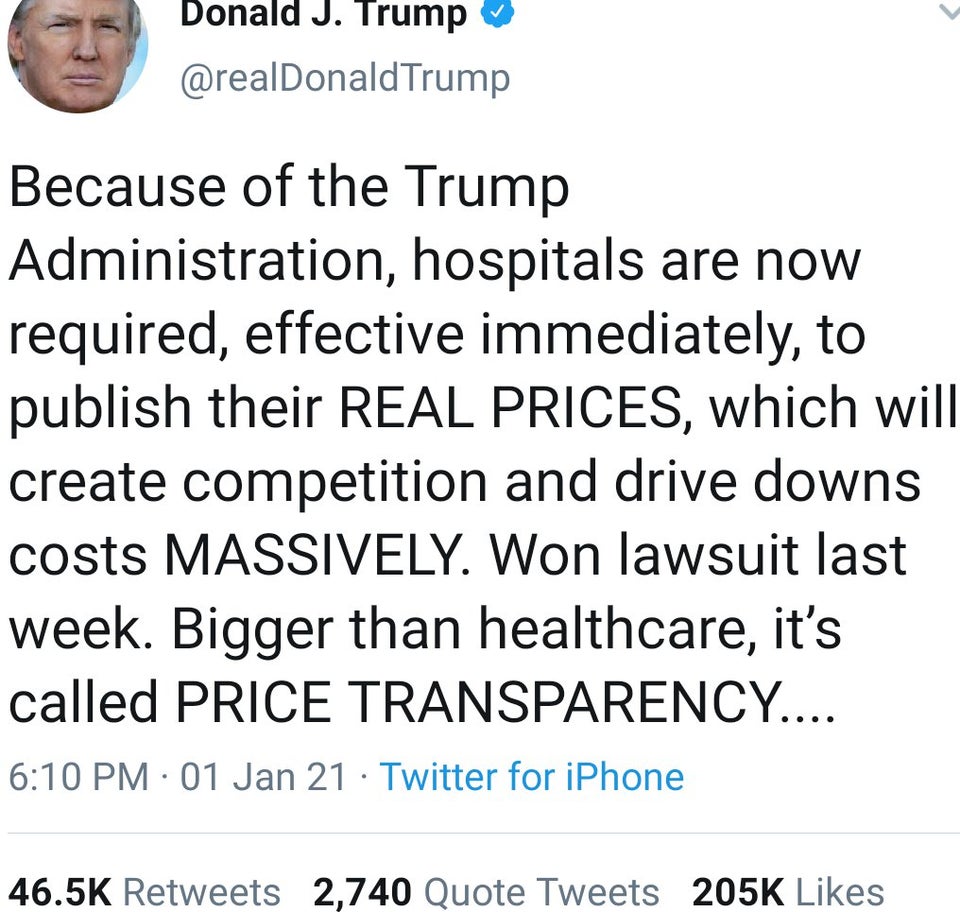 Donald J. Trump
@realDonaldTrump
Because of the Trump
Administration, hospitals are now
required, effective immediately, to
publish their REAL PRICES, which will
create competition and drive downs
costs MASSIVELY. Won lawsuit last
week. Bigger than healthcare, it’s
called PRICE TRANSPARENCY....
6:10 PM · 01 Jan 21 · Twitter for iPhone
46.5K Retweets 2,740 Quote Tweets 205K Likes